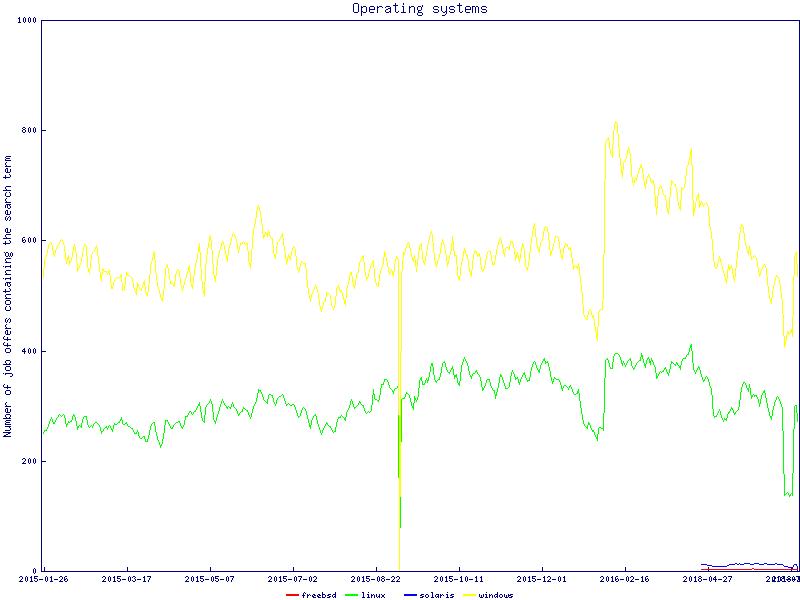 Operating systems
Number of job offers containing the search term
1000
800
600
400
200
0
2015-01-26 2015-03-17 2015-05-07 2015-07-02 2015-08-22 2015-10-11 2015-12-01 2016-02-16 2018-04-27
freebsd linux solaris windows